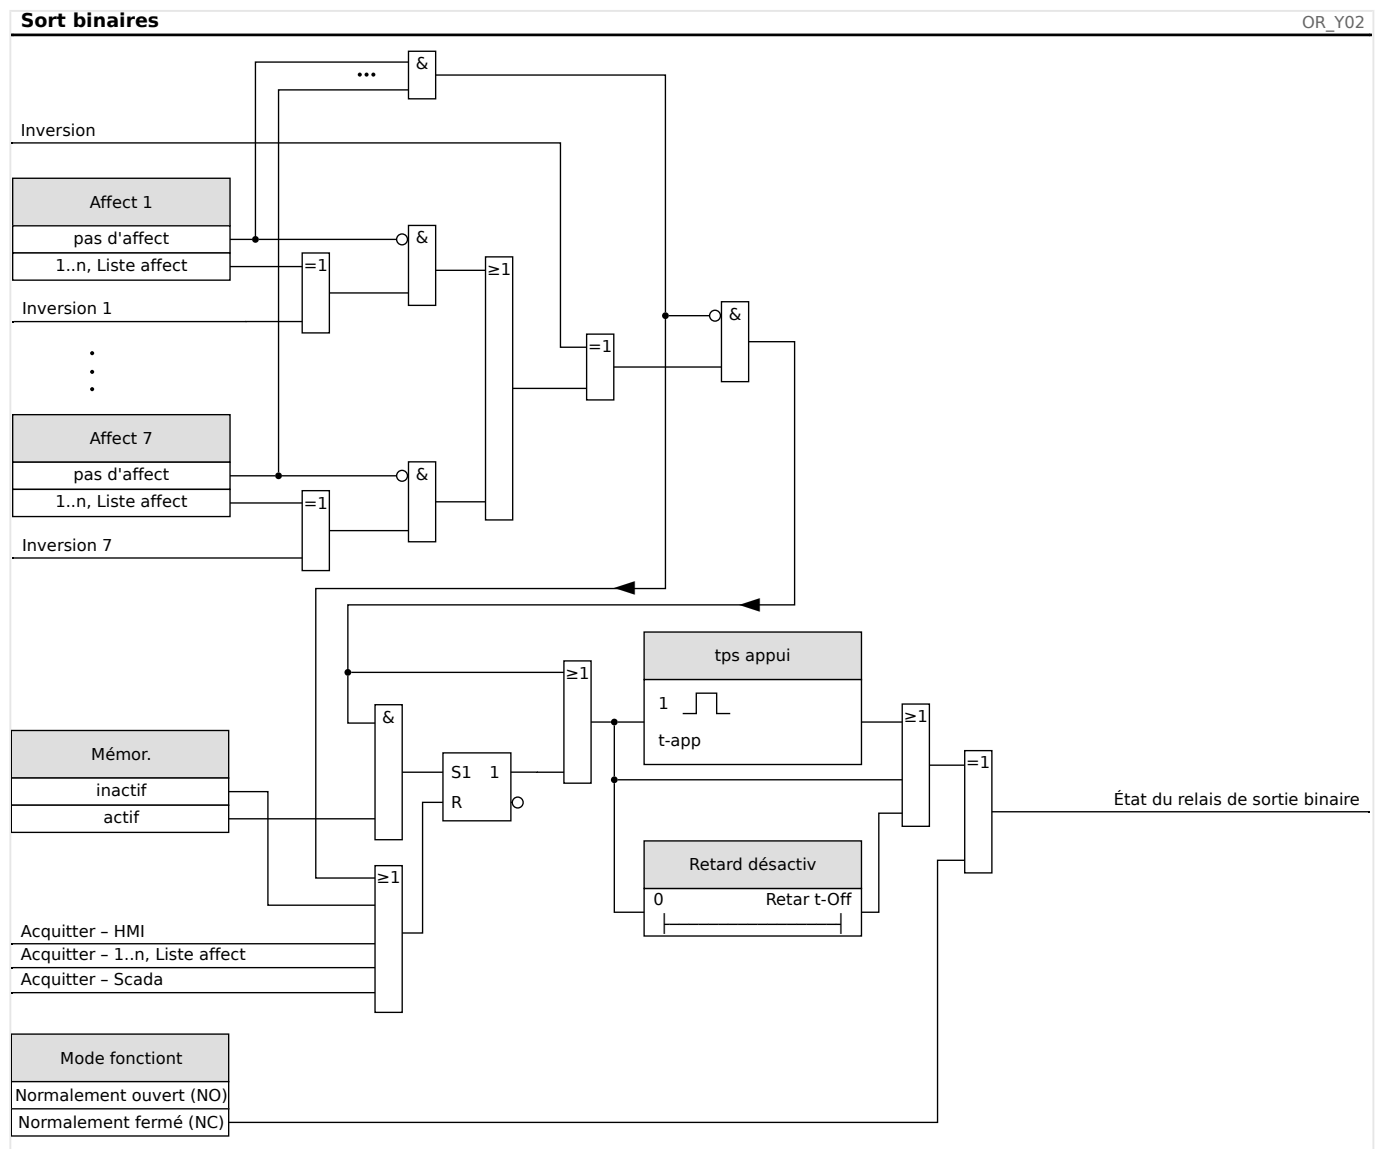 Sort binaires
OR_Y02
&
...
Inversion
Affect 1
pas d'affect
&
1..n, Liste affect
=1
≥1
Inversion 1
&
=1
Affect 7
pas d'affect
&
1..n, Liste affect
=1
Inversion 7
tps appui
≥1
1
t-app
&
≥1
Mémor.
inactif
actif
S1 1
R
=1
État du relais de sortie binaire
Retard désactiv
0 Retar t-Off
≥1
Acquitter – HMI
Acquitter – 1..n, Liste affect
Acquitter – Scada
Mode fonctiont
Normalement ouvert (NO)
Normalement fermé (NC)